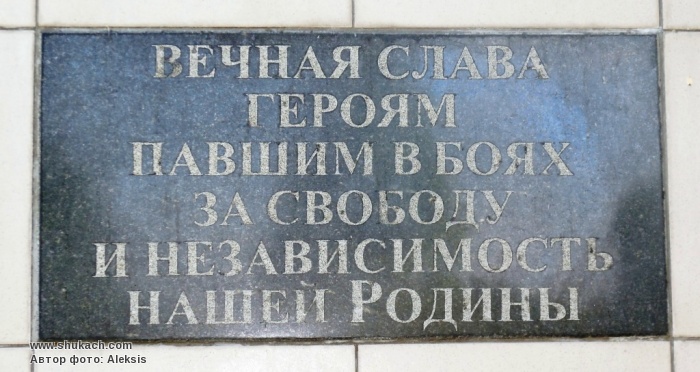 ВЕЧНАЯ СЛАВА
ГЕРОЯМ
ПАВШИМ В БОЯХ
ЗА СВОБОДУ
И НЕЗАВИСИМОСТЬ
НАШЕЙ РОДИНЫ
www.shukach.com
Автор фото: Aleksis